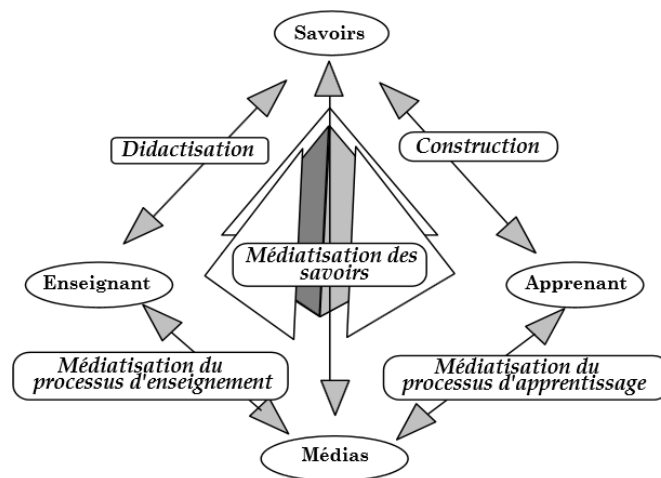 Savoirs
Didactisation
Construction
Médiatisation des
savoirs
Enseignant
Apprenant
Médiatisation du
processus d'enseignement
Médiatisation du
processus d'apprentissage
Médias